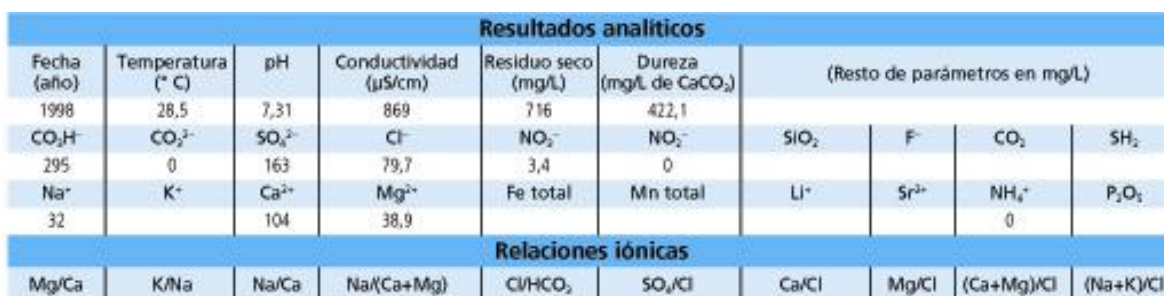 Resultados analíticos
Fecha (año) Temperatura (° C) pH Conductividad (µS/cm) Residuo seco (mg/L) Dureza (mg/L de CaCO₃) (Resto de parámetros en mg/L)
1998 28,5 7,31 869 716 422,1
CO₃H⁻ CO₃²⁻ SO₄²⁻ Cl⁻ NO₃⁻ NO₂⁻ SiO₂ F⁻ CO₂ SH₂
295 0 163 79,7 3,4 0
Na⁺ K⁺ Ca²⁺ Mg²⁺ Fe total Mn total Li⁺ Sr²⁺ NH₄⁺ P₂O₅
32 104 38,9 0
Relaciones iónicas
Mg/Ca K/Na Na/Ca Na/(Ca+Mg) Cl/HCO₃ SO₄/Cl Ca/Cl Mg/Cl (Ca+Mg)/Cl (Na+K)/Cl